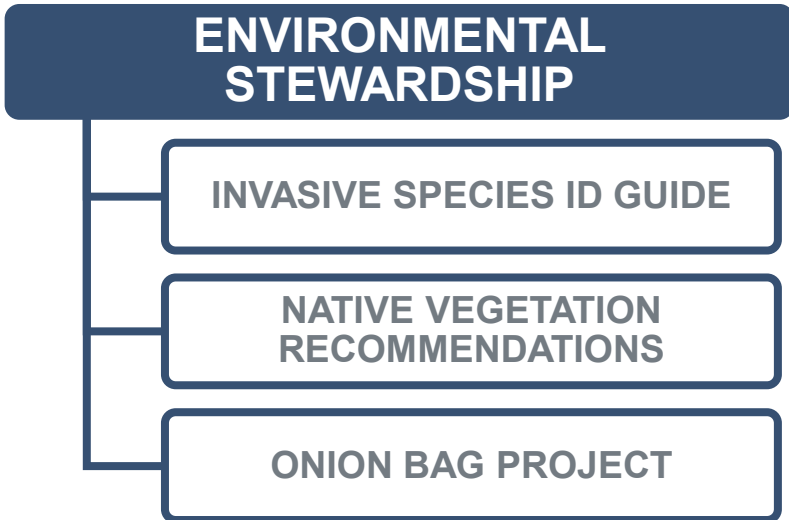 ENVIRONMENTAL
STEWARDSHIP
INVASIVE SPECIES ID GUIDE
NATIVE VEGETATION
RECOMMENDATIONS
ONION BAG PROJECT